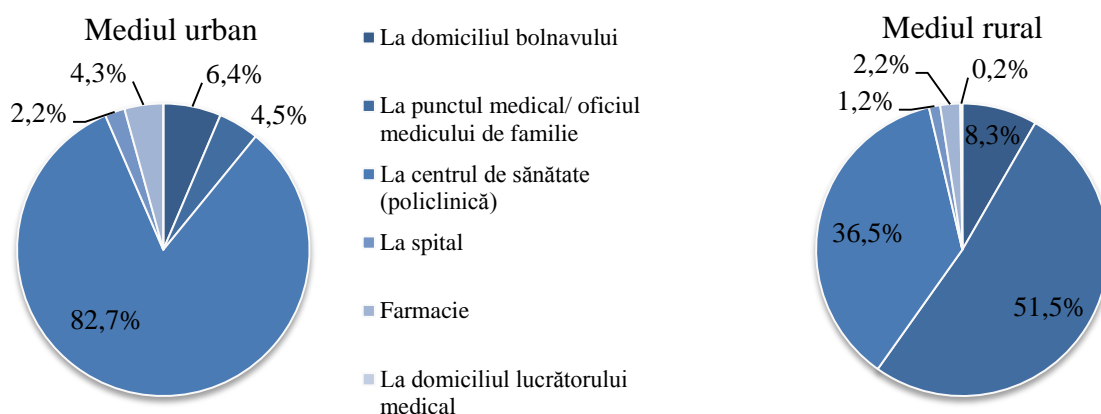 Mediul urban
4,3%
6,4%
2,2%
4,5%
82,7%
La domiciliul bolnavului
La punctul medical/ oficiul
medicului de familie
La centrul de sănătate
(policlinică)
La spital
Farmacie
La domiciliul lucrătorului
medical
Mediul rural
2,2%
0,2%
1,2%
8,3%
36,5%
51,5%